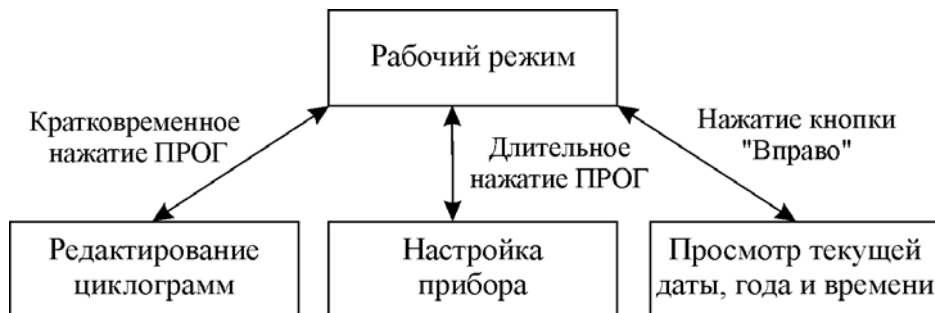 Рабочий режим
Кратковременное
нажатие ПРОГ
Длительное
нажатие ПРОГ
Нажатие кнопки
"Вправо"
Редактирование
циклограмм
Настройка
прибора
Просмотр текущей
даты, года и времени